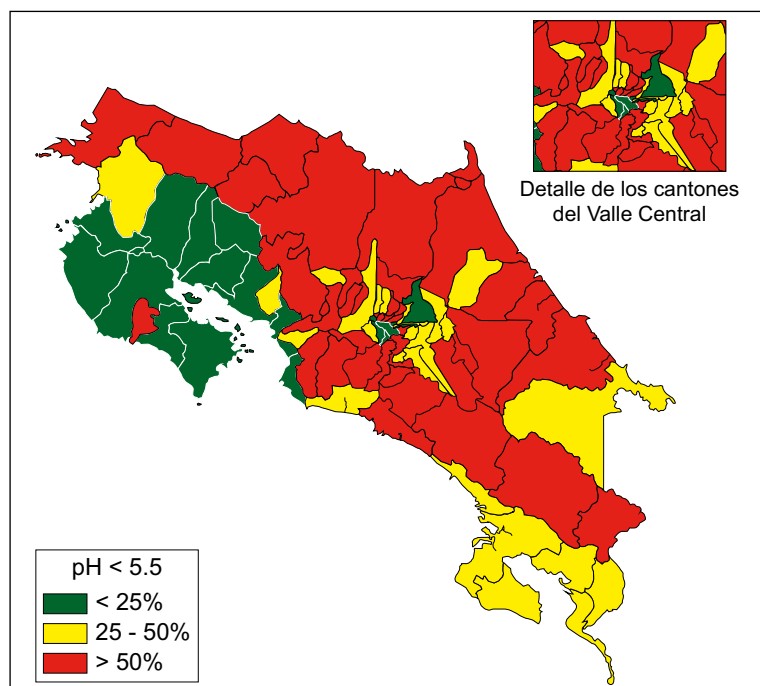 Detalle de los cantones
del Valle Central
pH < 5.5
< 25%
25 - 50%
> 50%